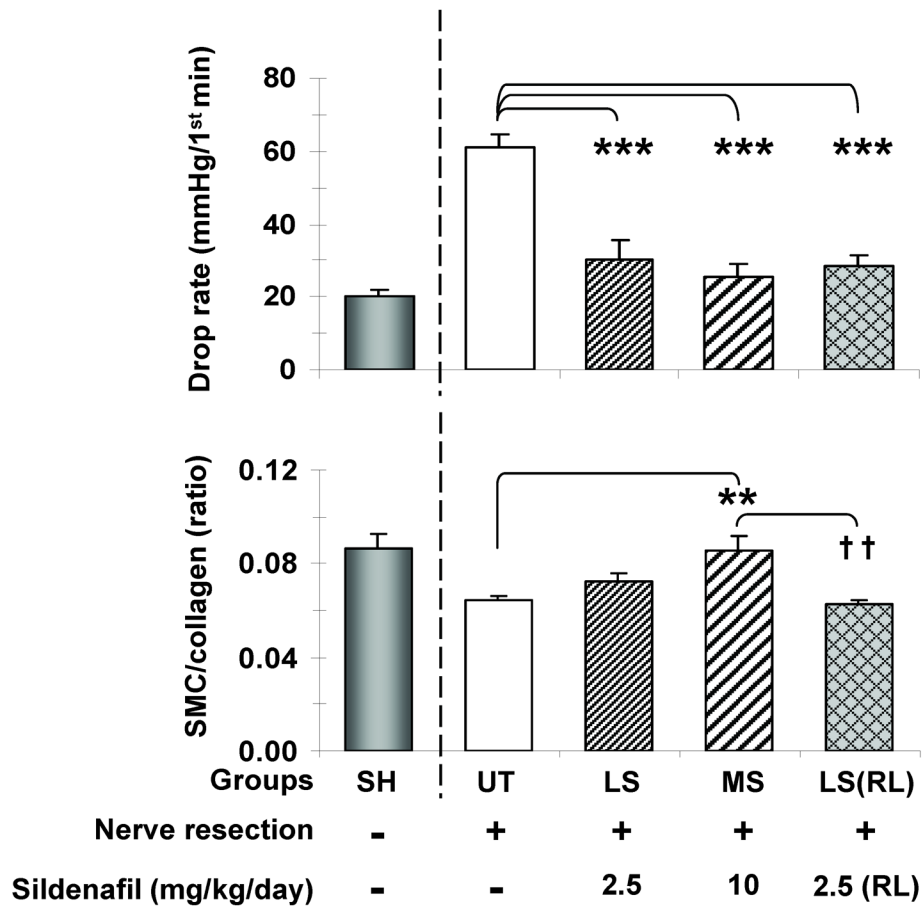 Drop rate (mmHg/1st min)
80
60
40
20
0
*** *** ***
SMC/collagen (ratio)
0.12
0.08
0.04
0.00
**
††
Groups SH UT LS MS LS(RL)
Nerve resection - + + + +
Sildenafil (mg/kg/day) - - 2.5 10 2.5 (RL)